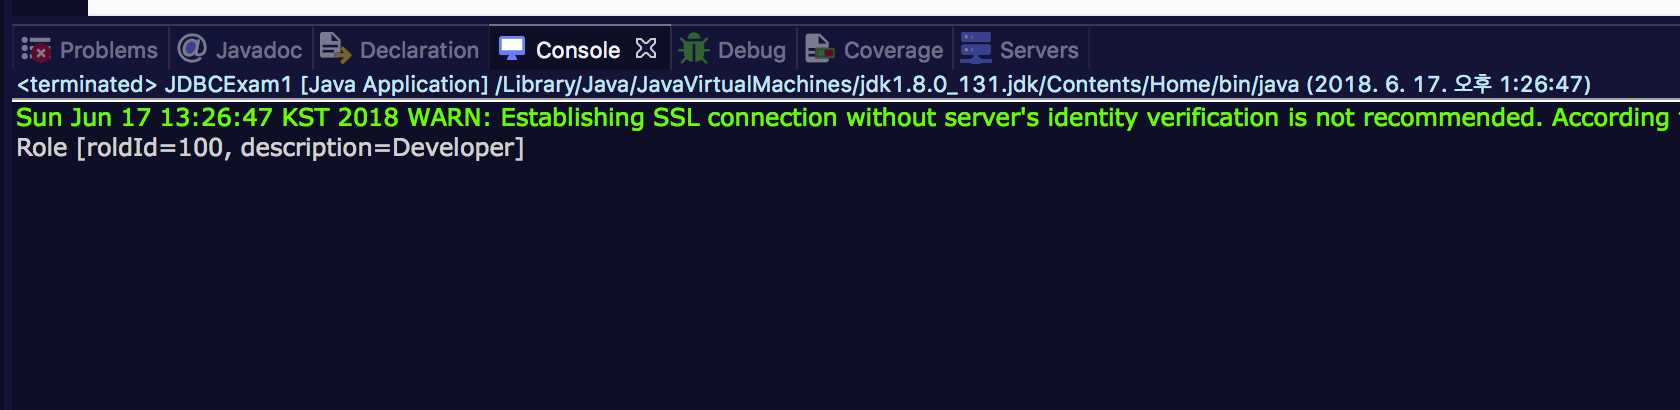 Problems Javadoc Declaration Console Debug Coverage Servers
<terminated> JDBCExam1 [Java Application] /Library/Java/JavaVirtualMachines/jdk1.8.0_131.jdk/Contents/Home/bin/java (2018. 6. 17. 오후 1:26:47)
Sun Jun 17 13:26:47 KST 2018 WARN: Establishing SSL connection without server's identity verification is not recommended. According
Role [roldId=100, description=Developer]